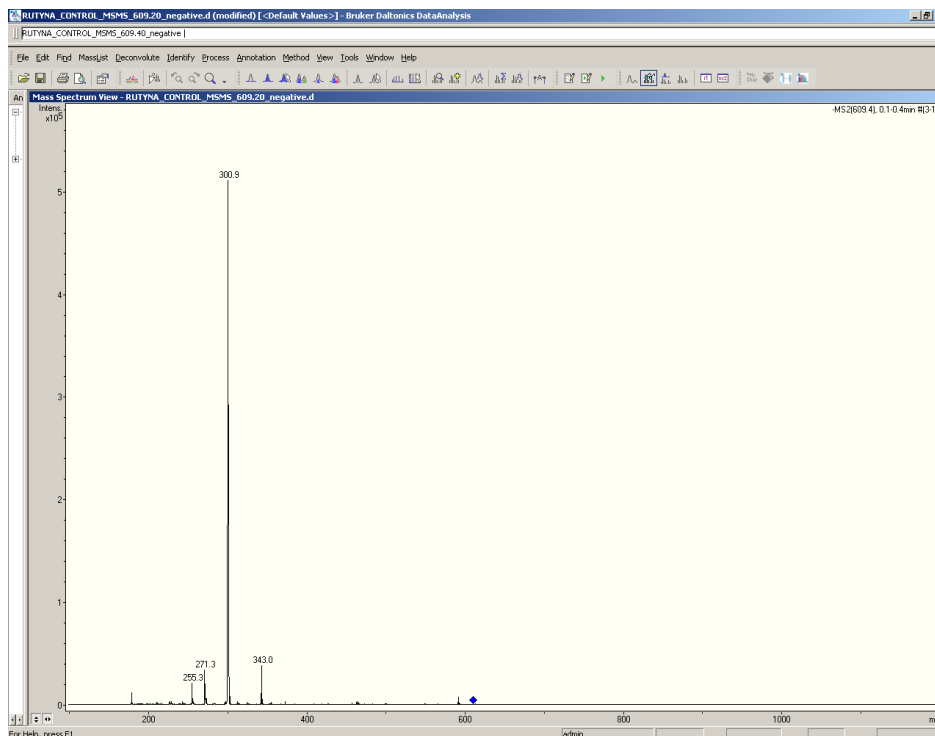 RUTYNA_CONTROL_MSMS_609.20_negative.d (modified) [<Default Values>] - Bruker Daltonics DataAnalysis
RUTYNA_CONTROL_MSMS_609.40_negative
File Edit Find MassList Deconvolute Identify Process Annotation Method View Tools Window Help
An
Mass Spectrum View - RUTYNA_CONTROL_MSMS_609.20_negative.d
Intens.
x10^5
-MS2(609.4), 0.1-0.4min #(3-1
300.9
5
4
3
2
1
343.0
271.3
255.3
0
200 400 600 800 1000 m
For Help, press F1
admin